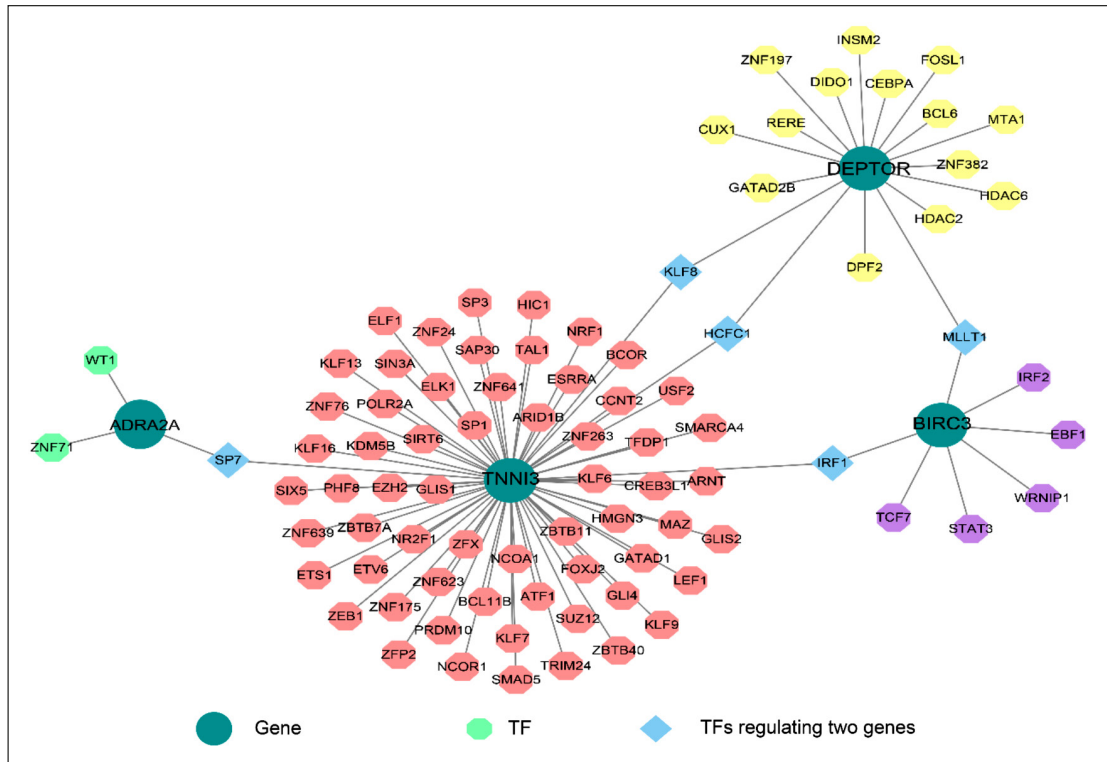 INSM2
ZNF197
FOSL1
DIDO1
CEBPA
BCL6
MTA1
RERE
CUX1
ZNF382
DEPTOR
GATAD2B
HDAC6
HDAC2
DPF2
KLF8
HCFC1
MLLT1
SP3
HIC1
ELF1
ZNF24
NRF1
SAP30
TAL1
BCOR
KLF13
SIN3A
ESRRA
WT1
ELK1
ZNF641
CCNT2
USF2
IRF2
POLR2A
ZNF76
ARID1B
ADRA2A
SP1
BIRC3
SMARCA4
EBF1
SIRT6
ZNF263
TFDP1
KDM5B
KLF16
ZNF71
SP7
IRF1
TNNI3
KLF6
CREB3L1
ARNT
SIX5
PHF8
EZH2
GLIS1
WRNIP1
TCF7
HMGN3
MAZ
STAT3
ZNF639
ZBTB7A
ZBTB11
NR2F1
ZFX
GLIS2
NCOA1
GATAD1
ETS1
ETV6
FOXJ2
LEF1
ZNF623
ZEB1
ZNF175
BCL11B
ATF1
GLI4
SUZ12
KLF9
PRDM10
KLF7
ZFP2
ZBTB40
NCOR1
TRIM24
SMAD5
Gene
TF
TFs regulating two genes